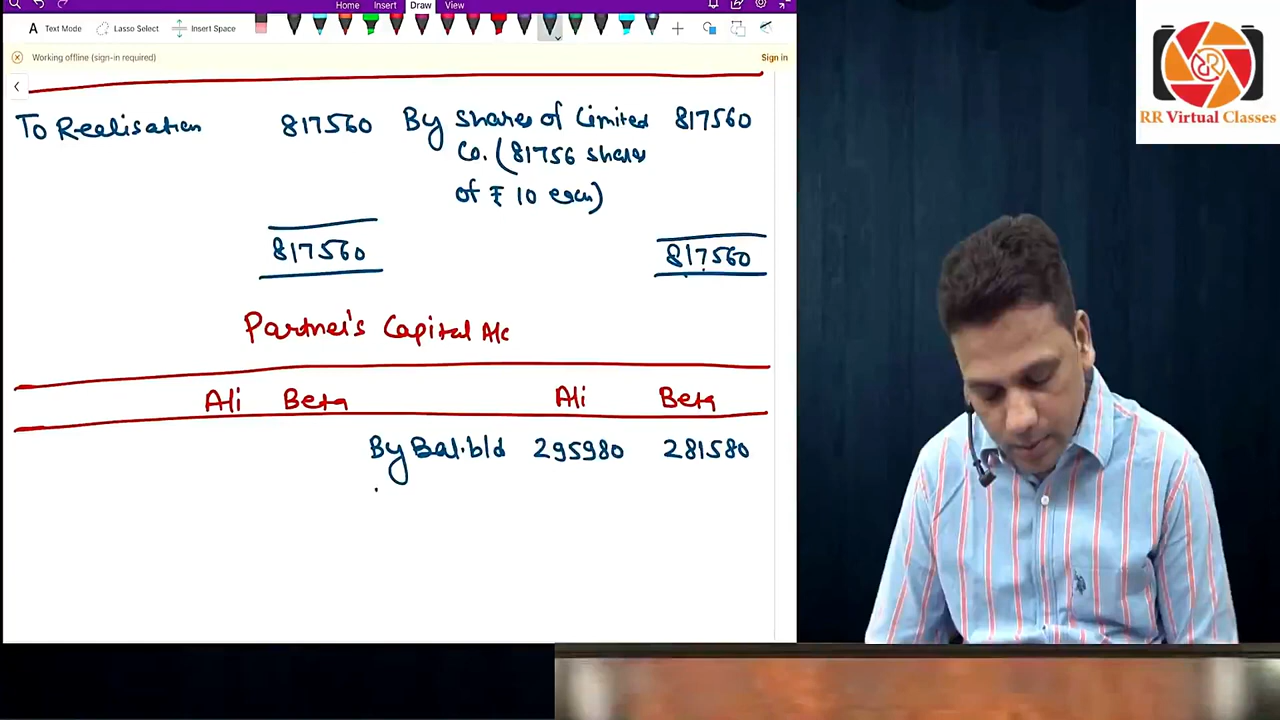 Home Insert Draw View
Text Mode Lasso Select Insert Space
Working offline (sign-in required) Sign in
RR Virtual Classes
To Realisation 817560 By Shares of Limited 817560
Co. (81756 share
of ₹ 10 each)
817560 817560
Partner's Capital A/c
Ali Beta Ali Beta
By Bal. b/d 295980 281580